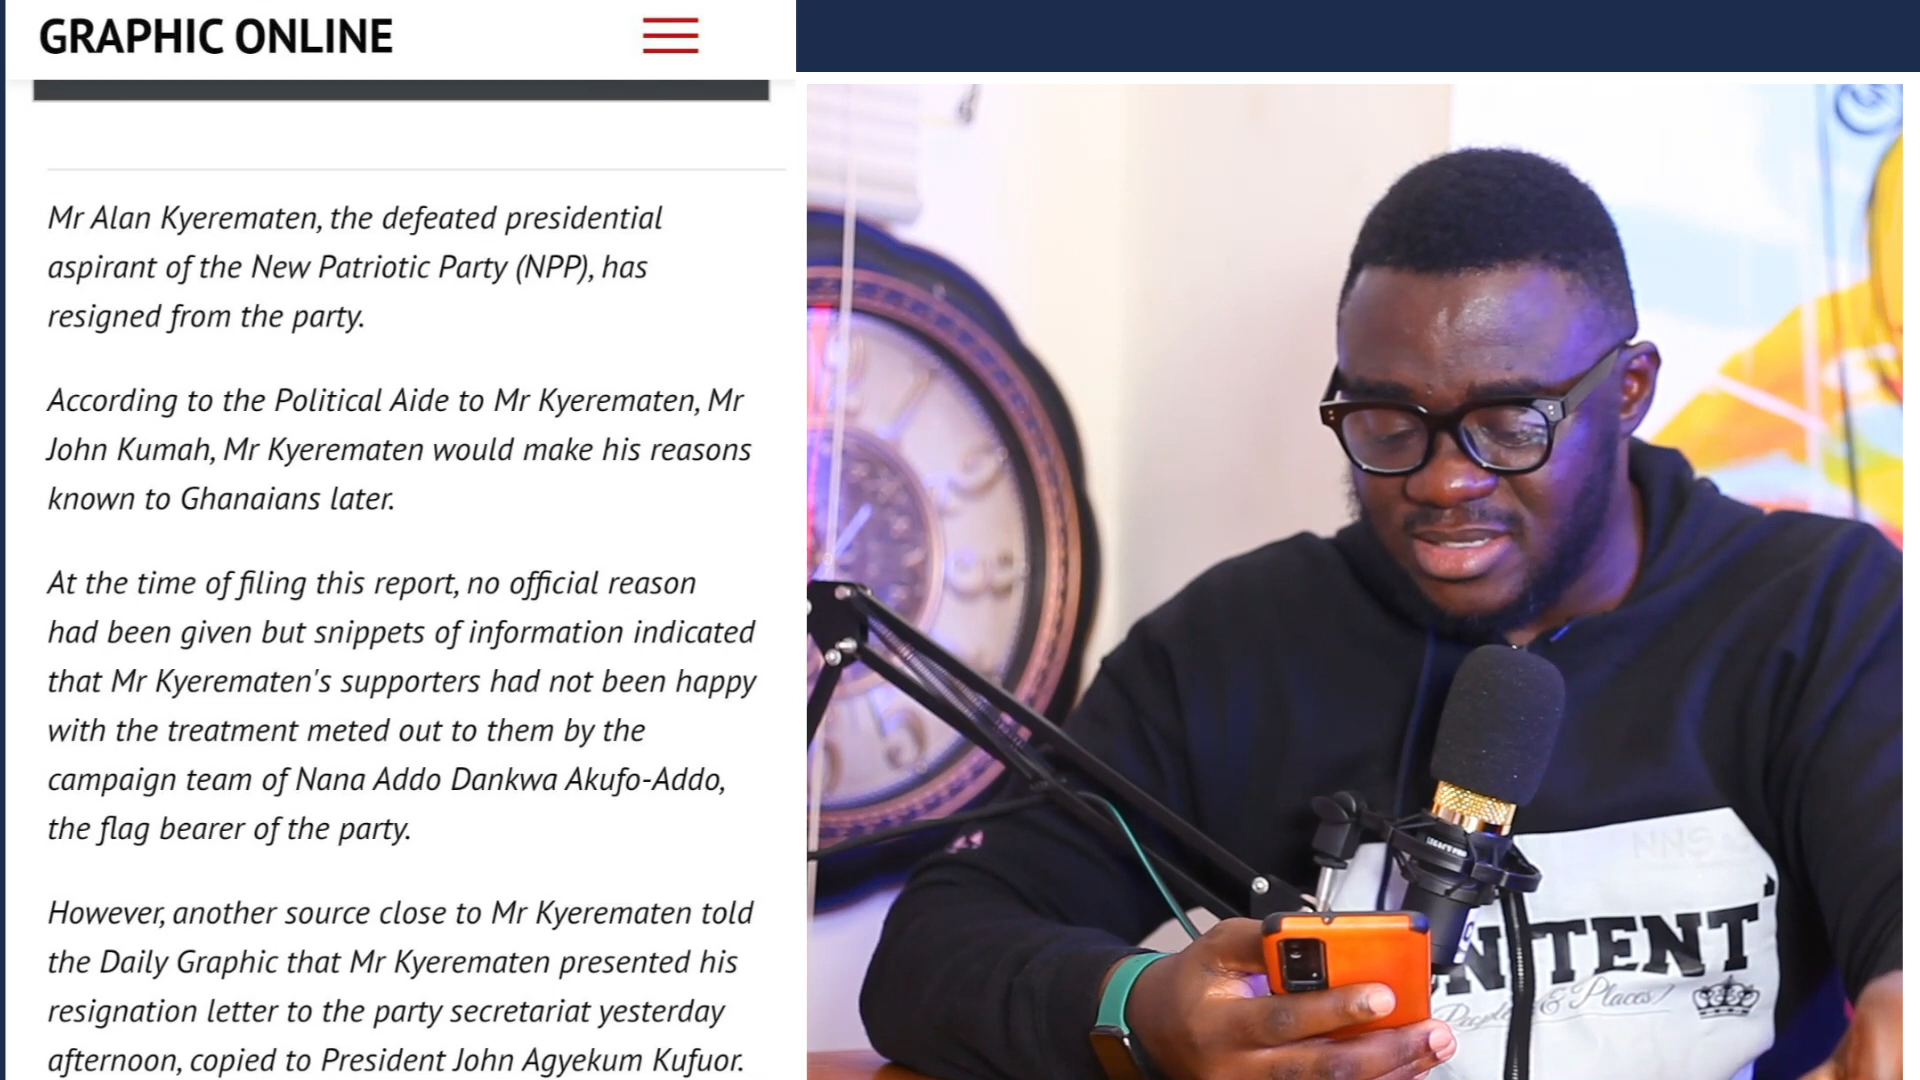 GRAPHIC ONLINE
Mr Alan Kyerematen, the defeated presidential
aspirant of the New Patriotic Party (NPP), has
resigned from the party.
According to the Political Aide to Mr Kyerematen, Mr
John Kumah, Mr Kyerematen would make his reasons
known to Ghanaians later.
At the time of filing this report, no official reason
had been given but snippets of information indicated
that Mr Kyerematen's supporters had not been happy
with the treatment meted out to them by the
campaign team of Nana Addo Dankwa Akufo-Addo,
the flag bearer of the party.
However, another source close to Mr Kyerematen told
the Daily Graphic that Mr Kyerematen presented his
resignation letter to the party secretariat yesterday
afternoon, copied to President John Agyekum Kufuor.
NNS
NTENT
People & Places